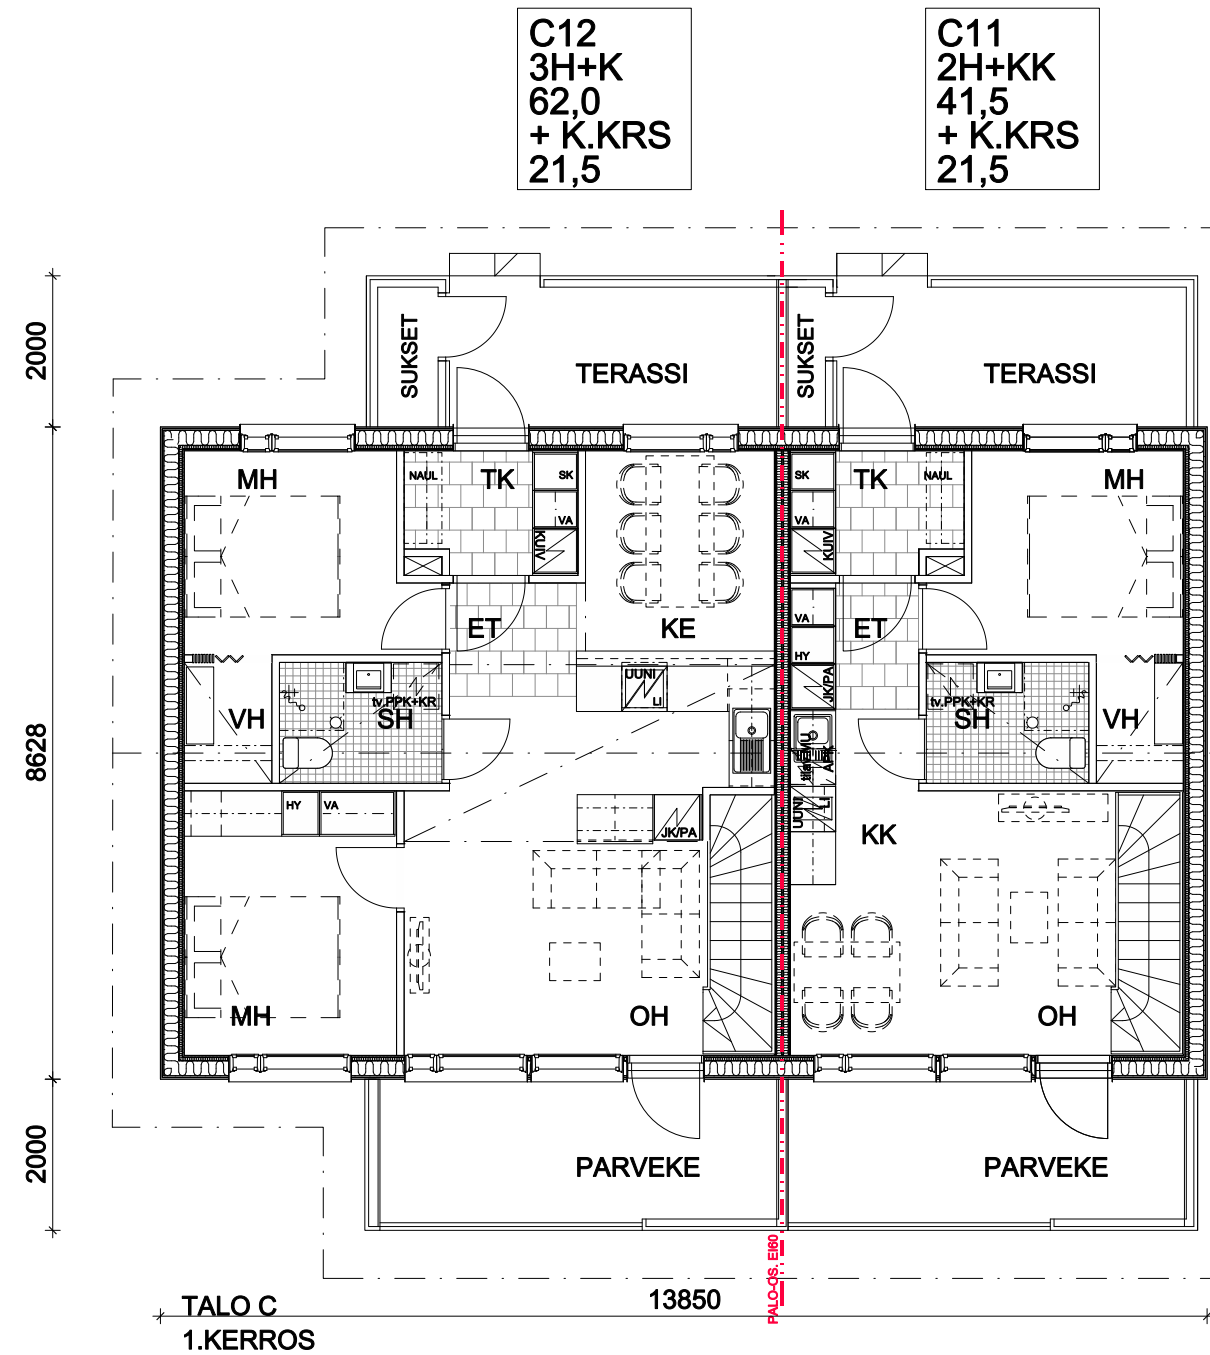 C12
3H+K
62,0
+ K.KRS
21,5
C11
2H+KK
41,5
+ K.KRS
21,5
2000
SUKSET
TERASSI
SUKSET
TERASSI
MH
NAUL
TK
SK
VA
KUIV
SK
VA
KUIV
TK
NAUL
MH
ET
KE
VA
HY
JK/PA
ET
UUNI
LI
VH
tv.PPK+KR
SH
tv.PPK+KR
SH
VH
8628
APK
UUNI
LI
HY
VA
JK/PA
KK
MH
OH
OH
2000
PARVEKE
PARVEKE
PALO-OS. EI60
13850
TALO C
1.KERROS